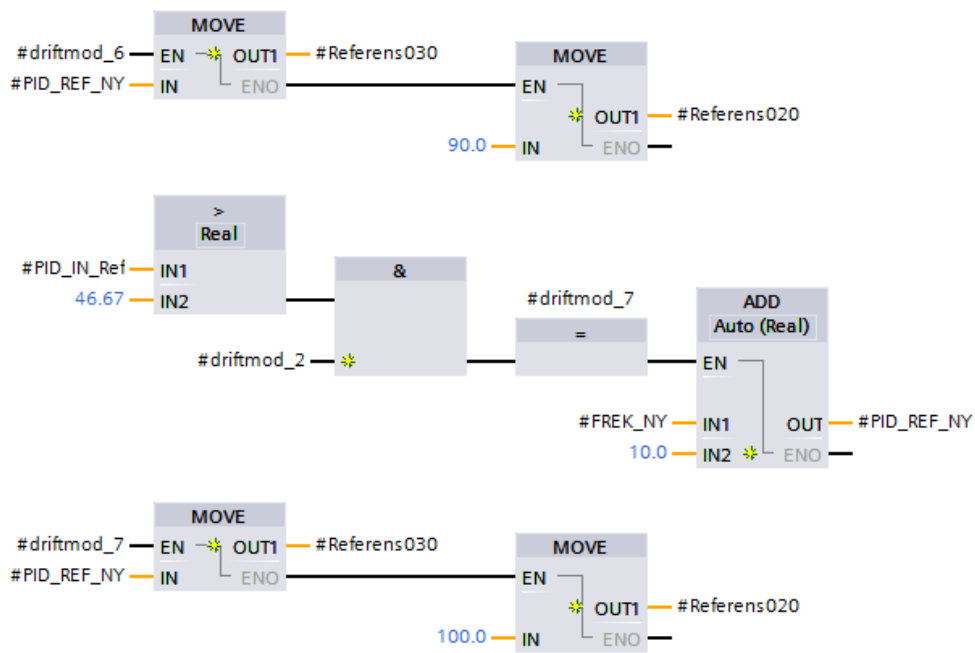 MOVE
#driftmod_6 EN OUT1 #Referens030
#PID_REF_NY IN ENO
MOVE
EN
OUT1 #Referens020
90.0 IN ENO
>
Real
#PID_IN_Ref IN1
46.67 IN2
&
#driftmod_2
#driftmod_7
=
ADD
Auto (Real)
EN
#FREK_NY IN1 OUT #PID_REF_NY
10.0 IN2 ENO
MOVE
#driftmod_7 EN OUT1 #Referens030
#PID_REF_NY IN ENO
MOVE
EN
OUT1 #Referens020
100.0 IN ENO